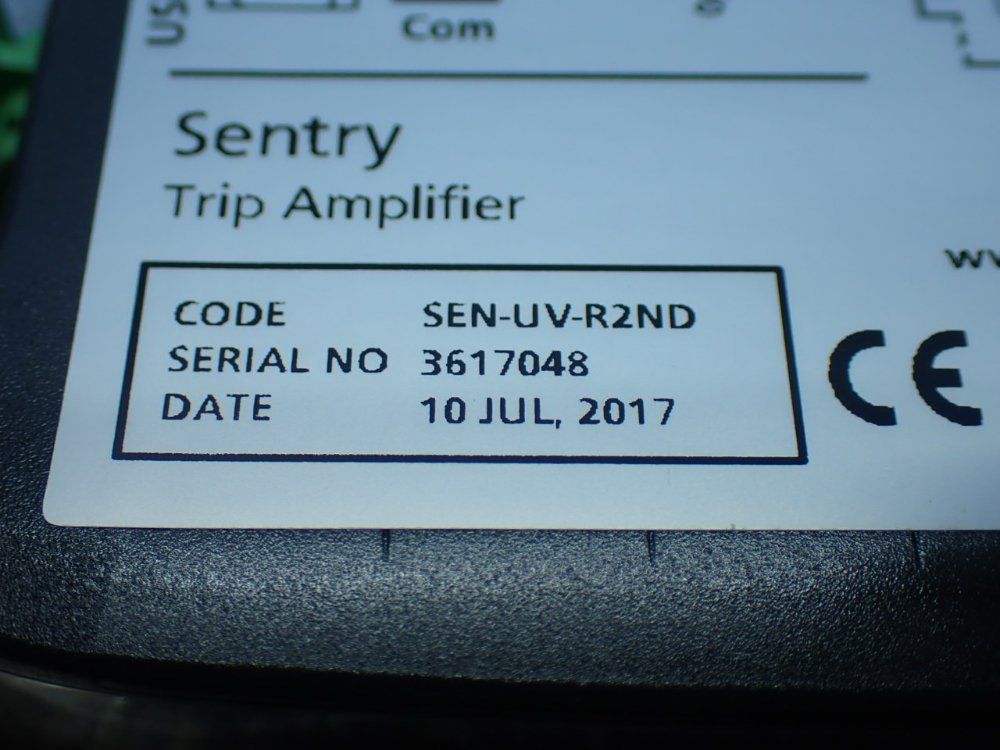 Com
Sentry
Trip Amplifier
CODE SEN-UV-R2ND
SERIAL NO 3617048
DATE 10 JUL, 2017
CE